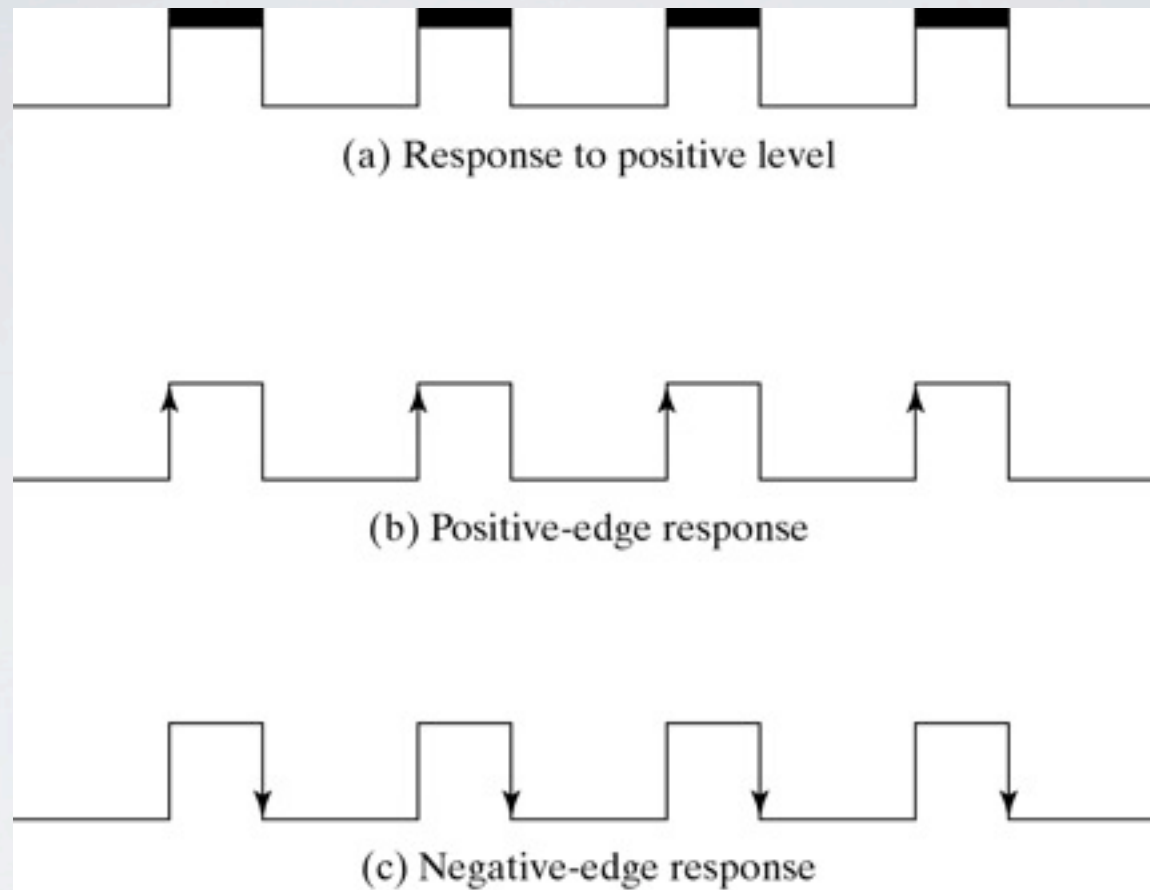 (a) Response to positive level
(b) Positive-edge response
(c) Negative-edge response